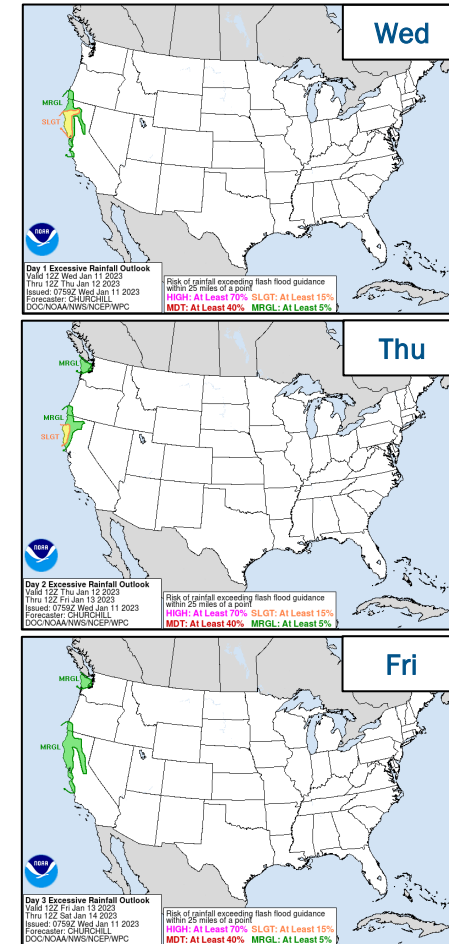 Wed
MRGL
SLGT
NOAA
Day 1 Excessive Rainfall Outlook
Valid 12Z Wed Jan 11 2023
Thru 12Z Thu Jan 12 2023
Issued: 0759Z Wed Jan 11 2023
Forecaster: CHURCHILL
DOC/NOAA/NWS/NCEP/WPC
Risk of rainfall exceeding flash flood guidance
within 25 miles of a point
HIGH: At Least 70% SLGT: At Least 15%
MDT: At Least 40% MRGL: At Least 5%
Thu
MRGL
MRGL
SLGT
NOAA
Day 2 Excessive Rainfall Outlook
Valid 12Z Thu Jan 12 2023
Thru 12Z Fri Jan 13 2023
Issued: 0759Z Wed Jan 11 2023
Forecaster: CHURCHILL
DOC/NOAA/NWS/NCEP/WPC
Risk of rainfall exceeding flash flood guidance
within 25 miles of a point
HIGH: At Least 70% SLGT: At Least 15%
MDT: At Least 40% MRGL: At Least 5%
Fri
MRGL
MRGL
NOAA
Day 3 Excessive Rainfall Outlook
Valid 12Z Fri Jan 13 2023
Thru 12Z Sat Jan 14 2023
Issued: 0759Z Wed Jan 11 2023
Forecaster: CHURCHILL
DOC/NOAA/NWS/NCEP/WPC
Risk of rainfall exceeding flash flood guidance
within 25 miles of a point
HIGH: At Least 70% SLGT: At Least 15%
MDT: At Least 40% MRGL: At Least 5%